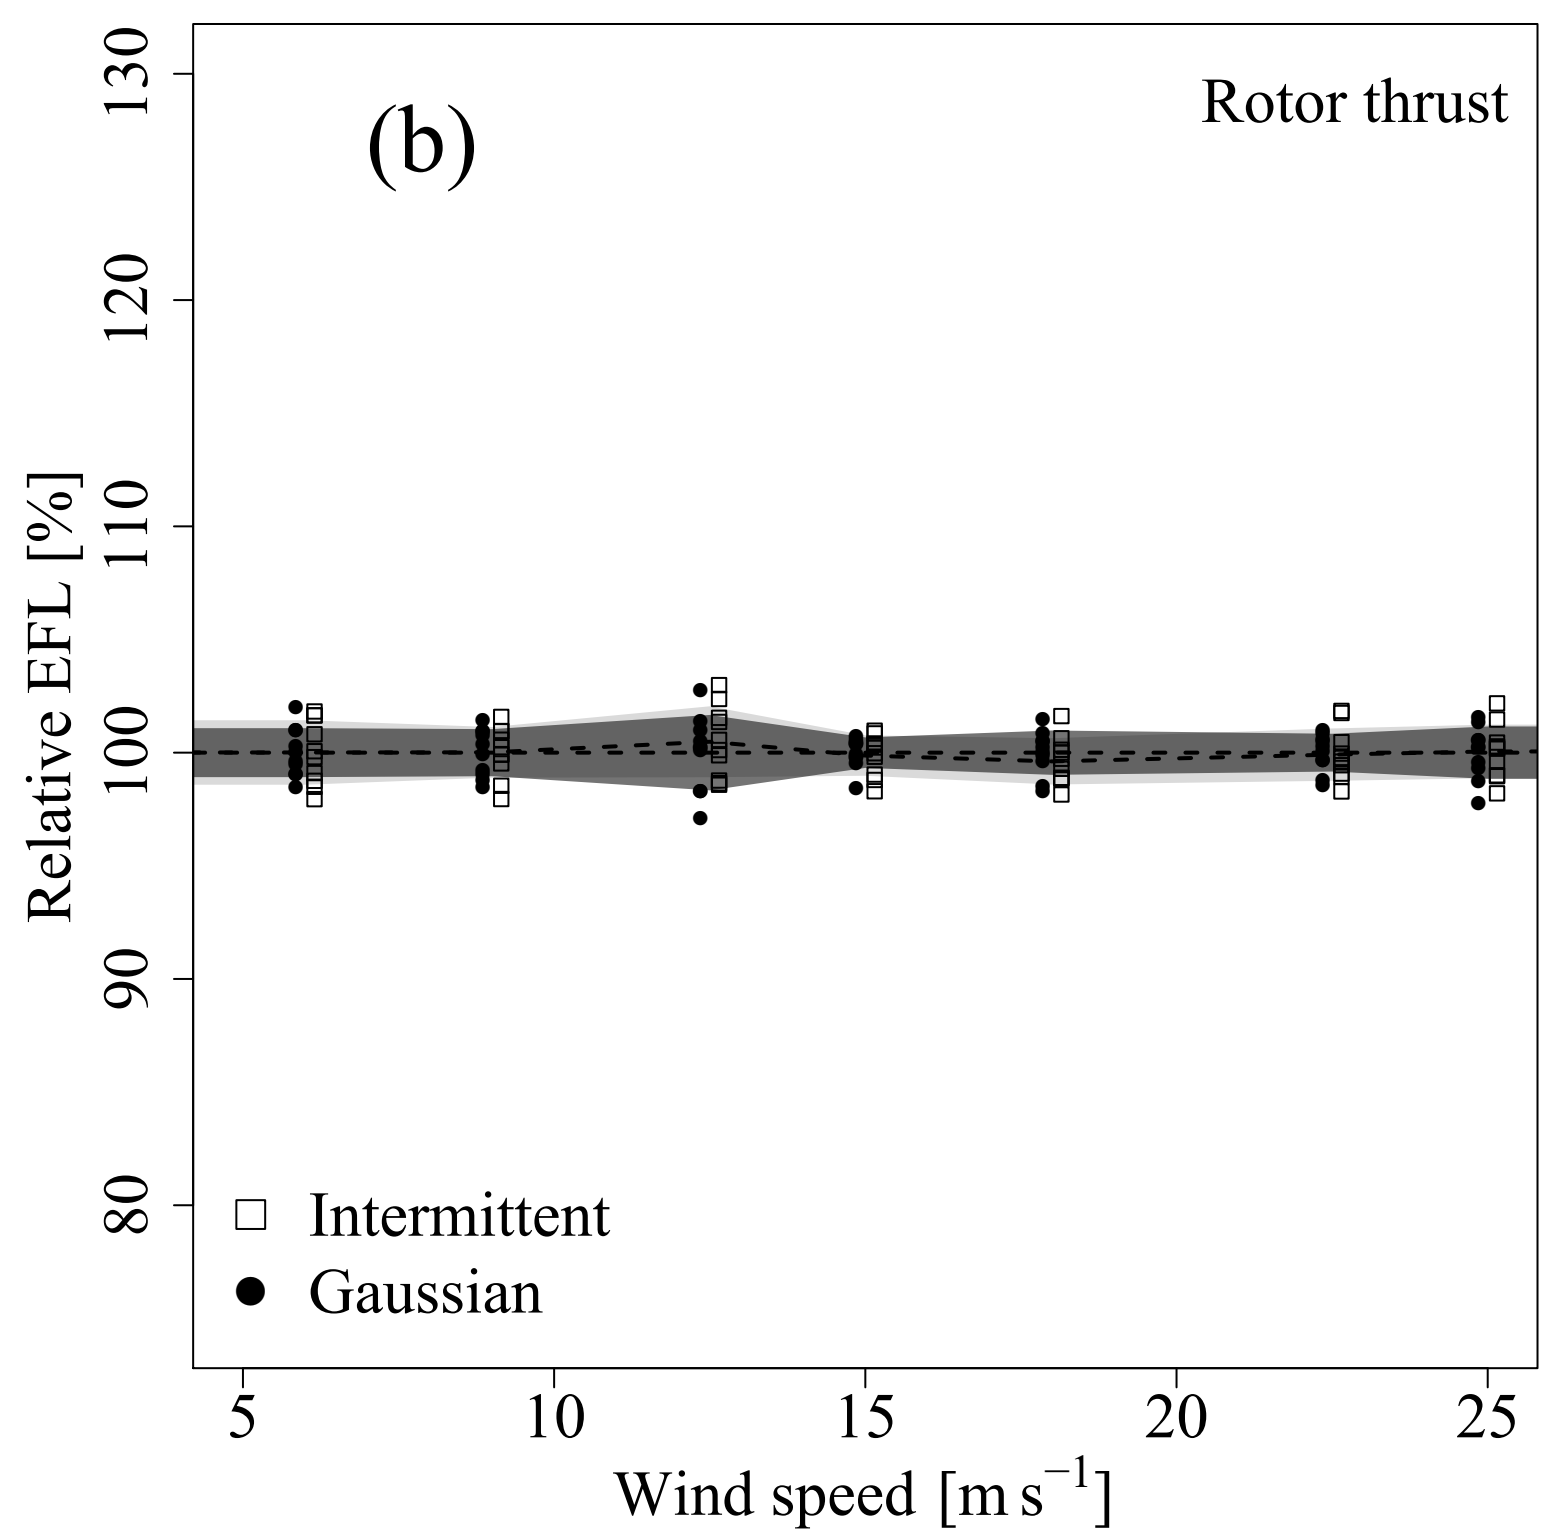 Rotor thrust
(b)
130
120
110
100
90
80
Relative EFL [%]
Intermittent
Gaussian
5 10 15 20 25
Wind speed [m s⁻¹]